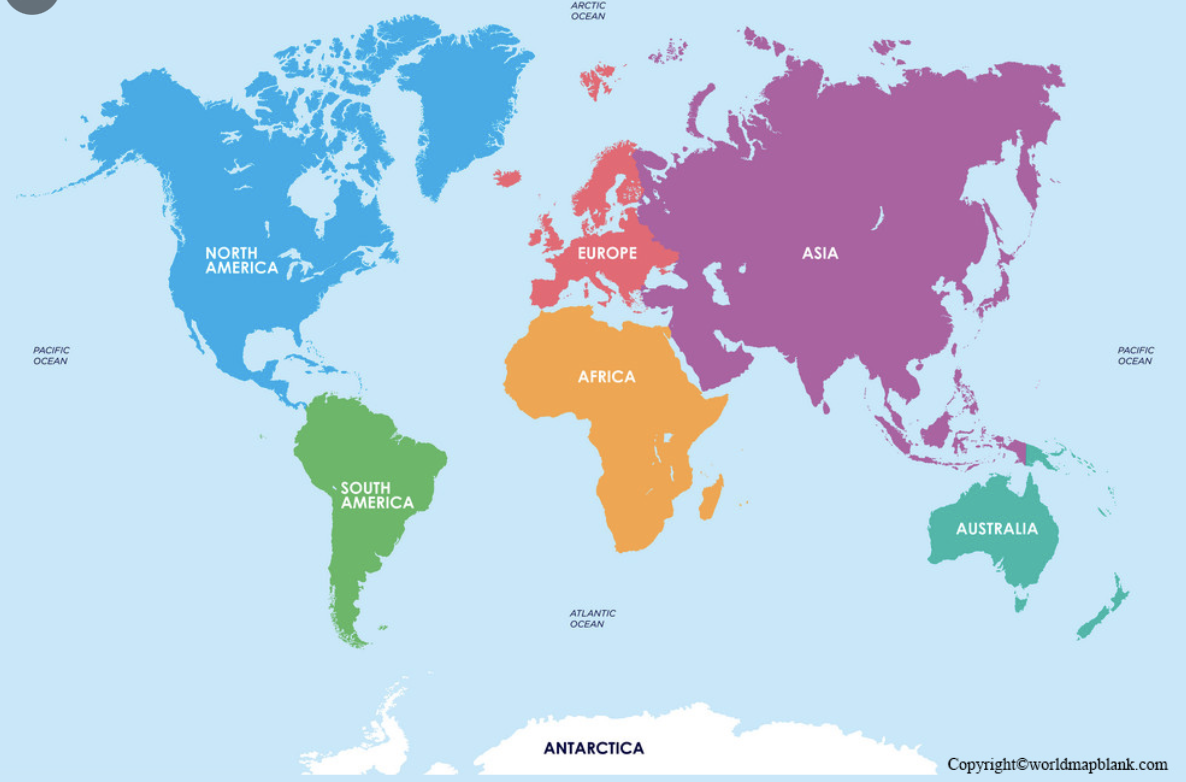 ARCTIC
OCEAN
NORTH
AMERICA
EUROPE
ASIA
PACIFIC
OCEAN
PACIFIC
OCEAN
AFRICA
SOUTH
AMERICA
AUSTRALIA
ATLANTIC
OCEAN
ANTARCTICA
Copyright©worldmapblank.com